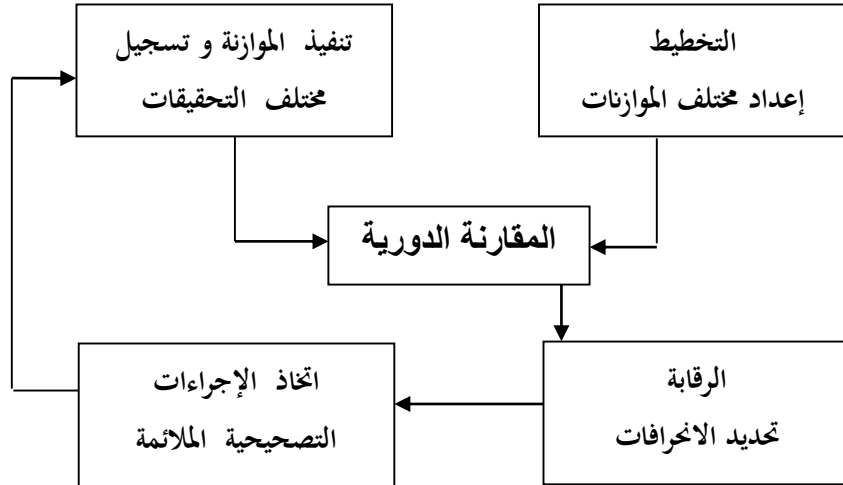 التخطيط
إعداد مختلف الموازنات
تنفيذ الموازنة و تسجيل
مختلف التحقيقات
المقارنة الدورية
الرقابة
تحديد الانحرافات
اتخاذ الإجراءات
التصحيحية الملائمة